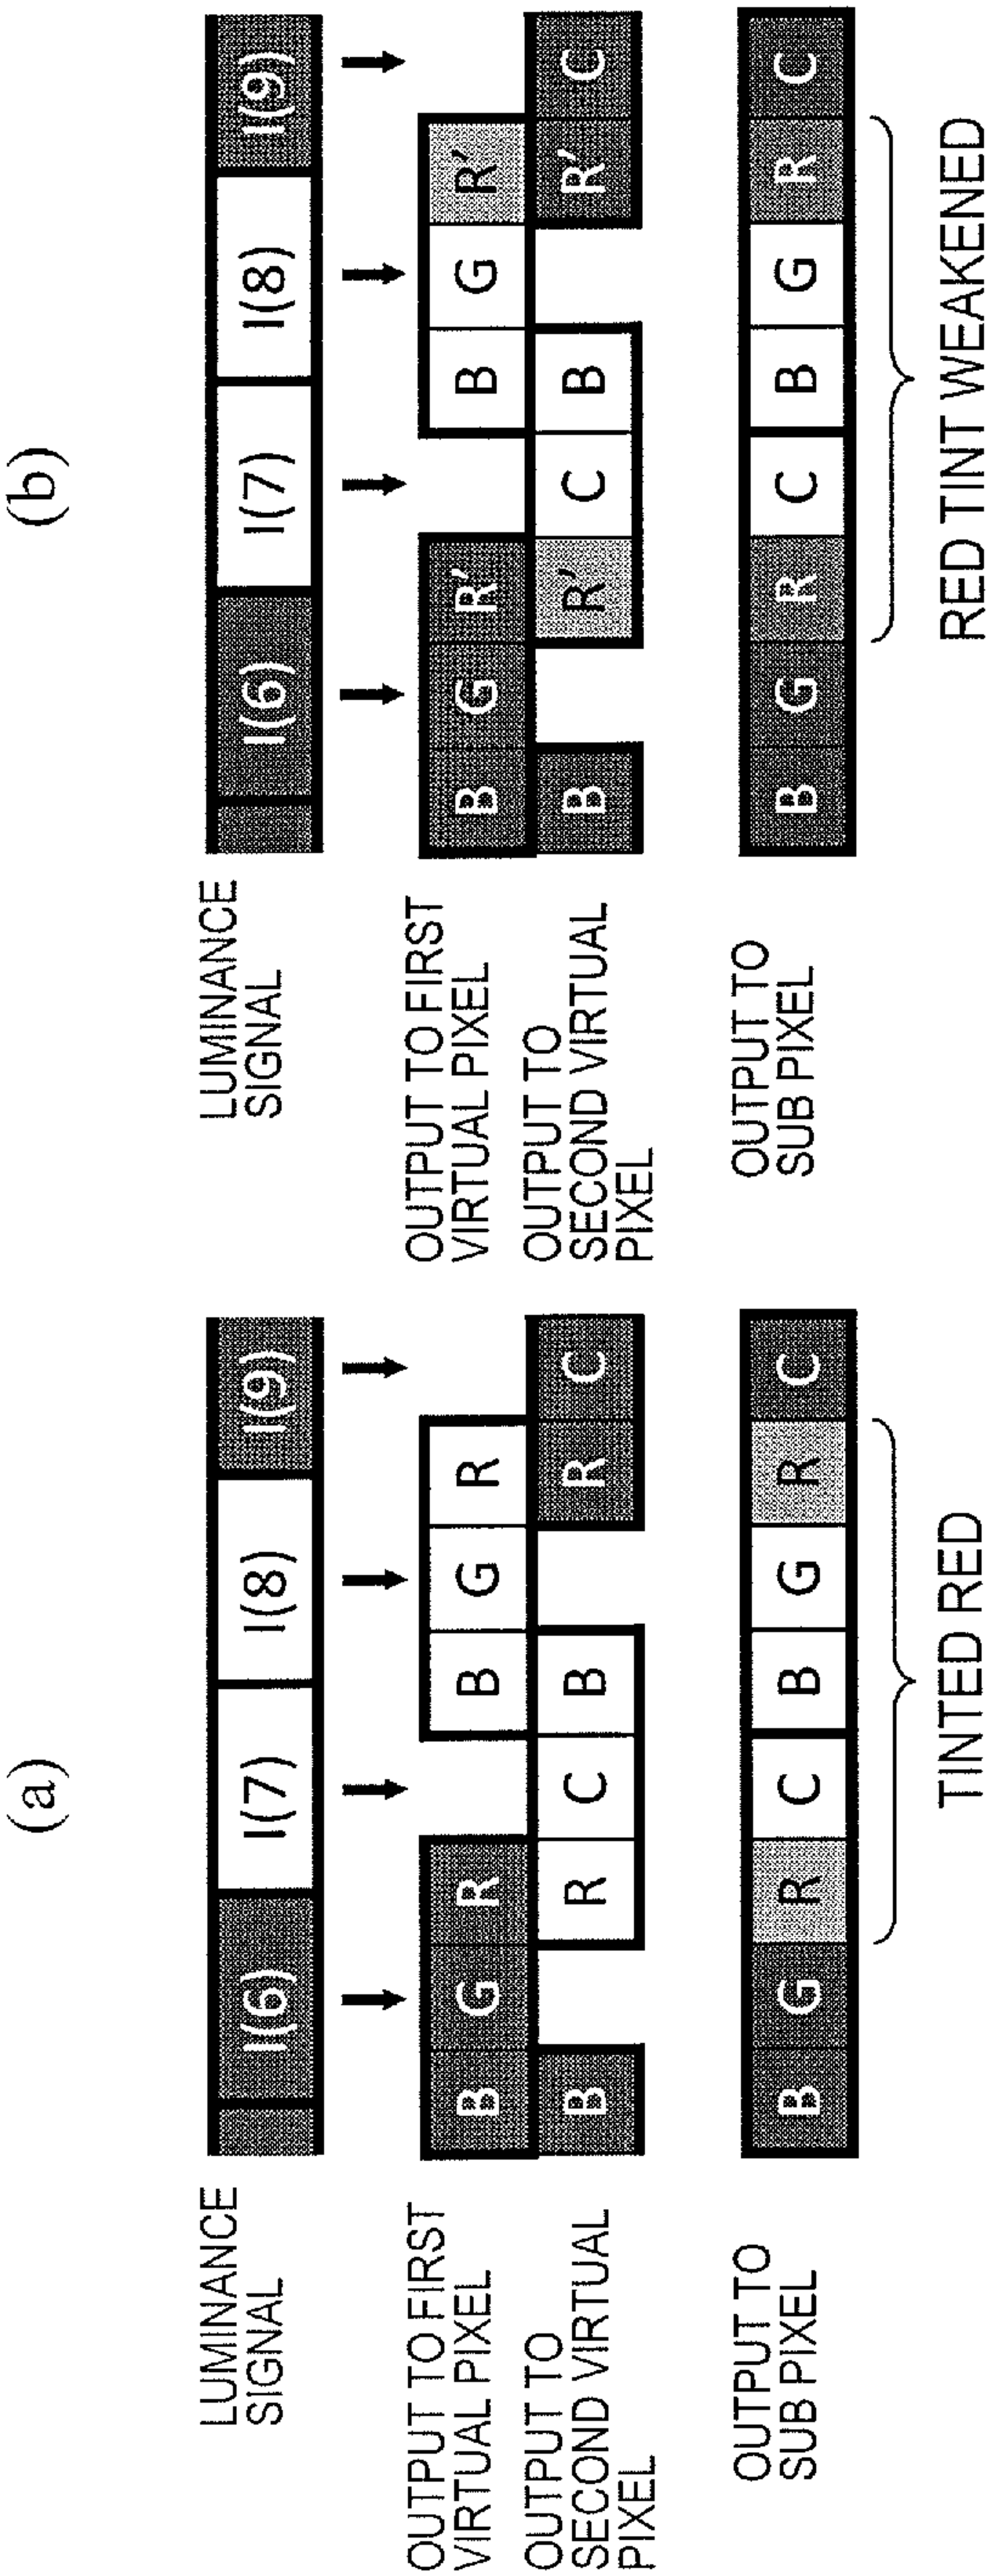 (a)
LUMINANCE
SIGNAL
I(6) I(7) I(8) I(9)
OUTPUT TO FIRST
VIRTUAL PIXEL
B G R B G R
OUTPUT TO
SECOND VIRTUAL
PIXEL
B R C B R C
OUTPUT TO
SUB PIXEL
B G R C B G R C
TINTED RED
(b)
LUMINANCE
SIGNAL
I(6) I(7) I(8) I(9)
OUTPUT TO FIRST
VIRTUAL PIXEL
B G R' B G R'
OUTPUT TO
SECOND VIRTUAL
PIXEL
B R' C B R' C
OUTPUT TO
SUB PIXEL
B G R C B G R C
RED TINT WEAKENED